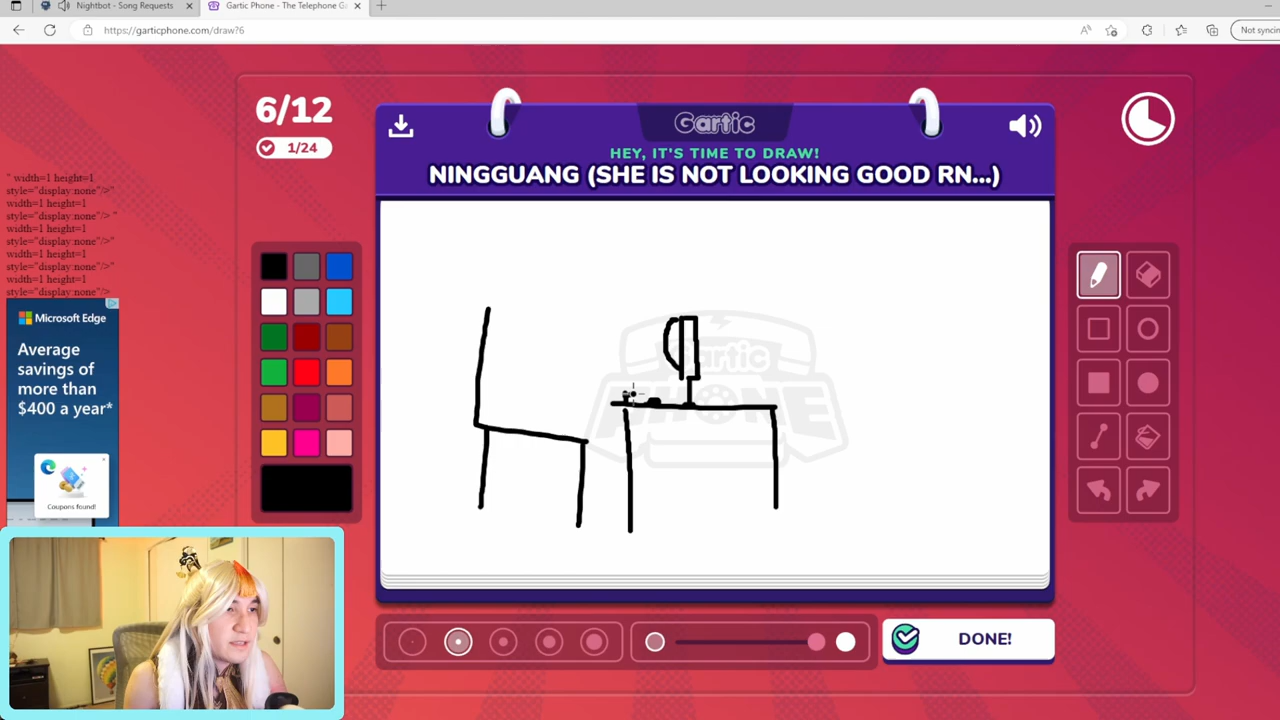 Nightbot - Song Requests
Gartic Phone - The Telephone Ga
https://garticphone.com/draw?6
Not syncing
6/12
1/24
Gartic
HEY, IT'S TIME TO DRAW!
NINGGUANG (SHE IS NOT LOOKING GOOD RN...)
" width=1 height=1
style="display:none"/>"
width=1 height=1
style="display:none"/> "
width=1 height=1
style="display:none"/>"
width=1 height=1
style="display:none"/>"
width=1 height=1
style="display:none"/>
Microsoft Edge
Average
savings of
more than
$400 a year*
Coupons found!
Gartic
PHONE
DONE!